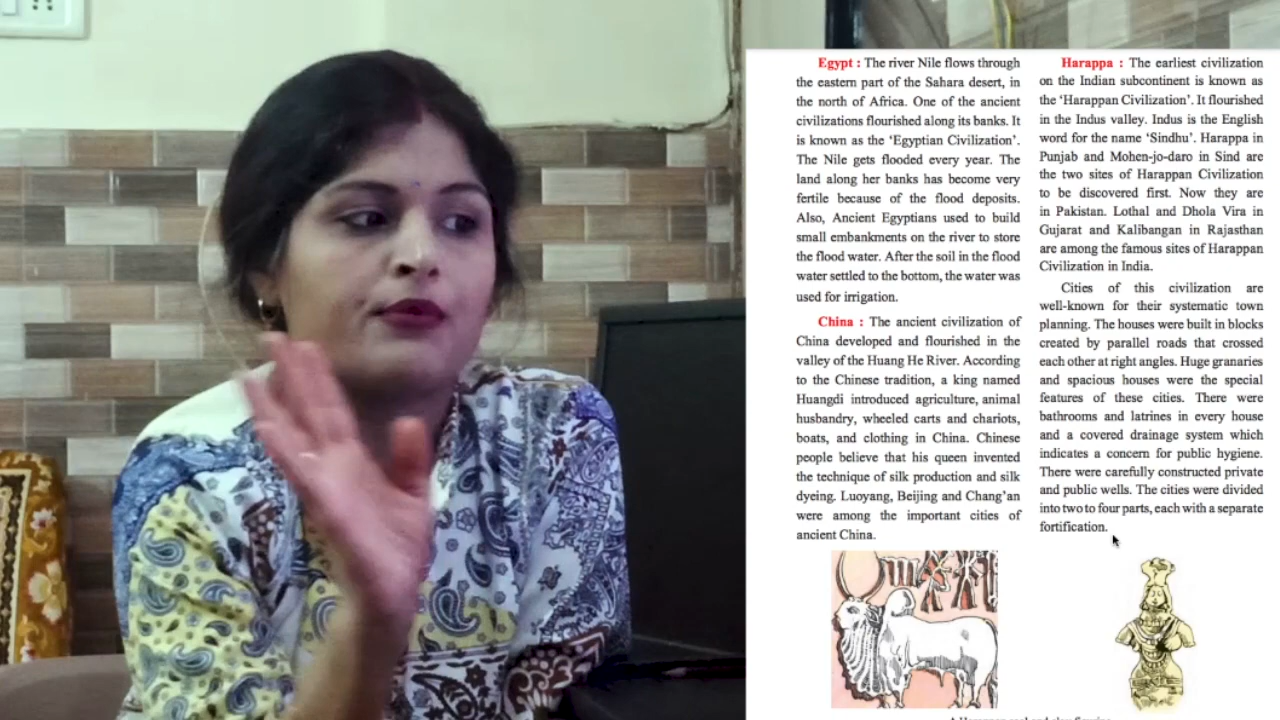 Egypt : The river Nile flows through
the eastern part of the Sahara desert, in
the north of Africa. One of the ancient
civilizations flourished along its banks. It
is known as the ‘Egyptian Civilization’.
The Nile gets flooded every year. The
land along her banks has become very
fertile because of the flood deposits.
Also, Ancient Egyptians used to build
small embankments on the river to store
the flood water. After the soil in the flood
water settled to the bottom, the water was
used for irrigation.
China : The ancient civilization of
China developed and flourished in the
valley of the Huang He River. According
to the Chinese tradition, a king named
Huangdi introduced agriculture, animal
husbandry, wheeled carts and chariots,
boats, and clothing in China. Chinese
people believe that his queen invented
the technique of silk production and silk
dyeing. Luoyang, Beijing and Chang’an
were among the important cities of
ancient China.
Harappa : The earliest civilization
on the Indian subcontinent is known as
the ‘Harappan Civilization’. It flourished
in the Indus valley. Indus is the English
word for the name ‘Sindhu’. Harappa in
Punjab and Mohen-jo-daro in Sind are
the two sites of Harappan Civilization
to be discovered first. Now they are
in Pakistan. Lothal and Dhola Vira in
Gujarat and Kalibangan in Rajasthan
are among the famous sites of Harappan
Civilization in India.
Cities of this civilization are
well-known for their systematic town
planning. The houses were built in blocks
created by parallel roads that crossed
each other at right angles. Huge granaries
and spacious houses were the special
features of these cities. There were
bathrooms and latrines in every house
and a covered drainage system which
indicates a concern for public hygiene.
There were carefully constructed private
and public wells. The cities were divided
into two to four parts, each with a separate
fortification.